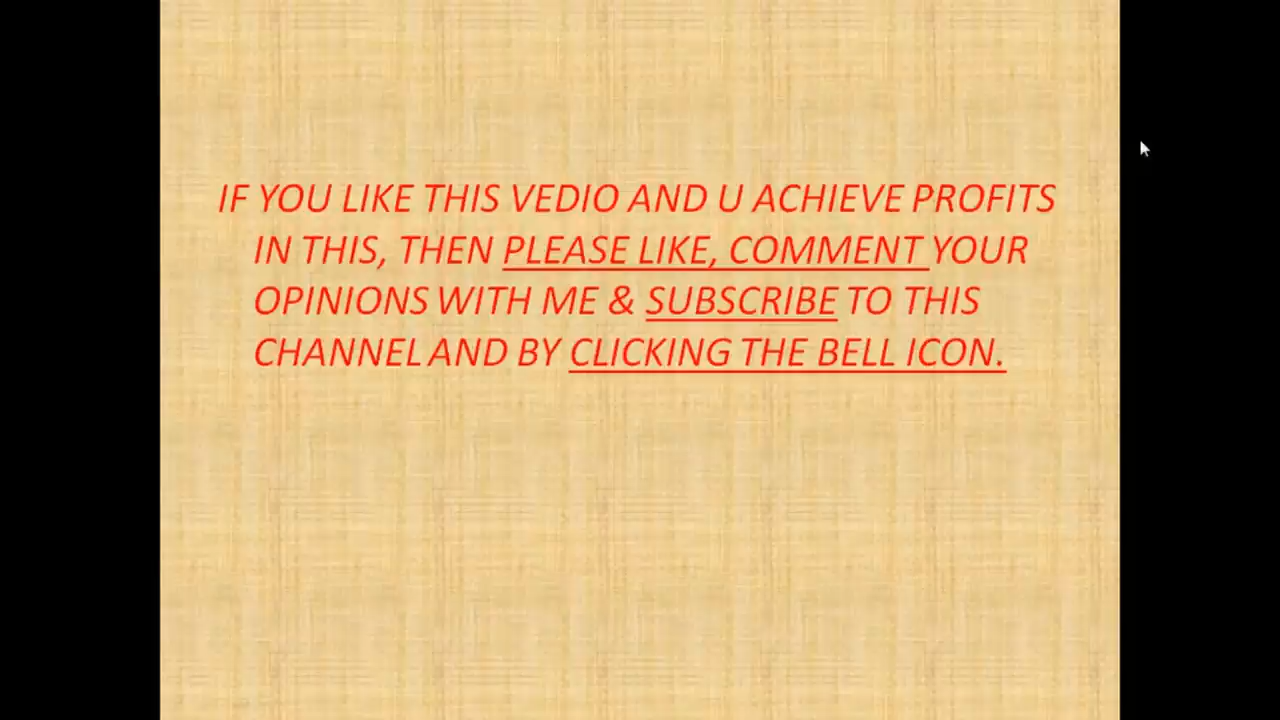 IF YOU LIKE THIS VEDIO AND U ACHIEVE PROFITS
IN THIS, THEN PLEASE LIKE, COMMENT YOUR
OPINIONS WITH ME & SUBSCRIBE TO THIS
CHANNEL AND BY CLICKING THE BELL ICON.